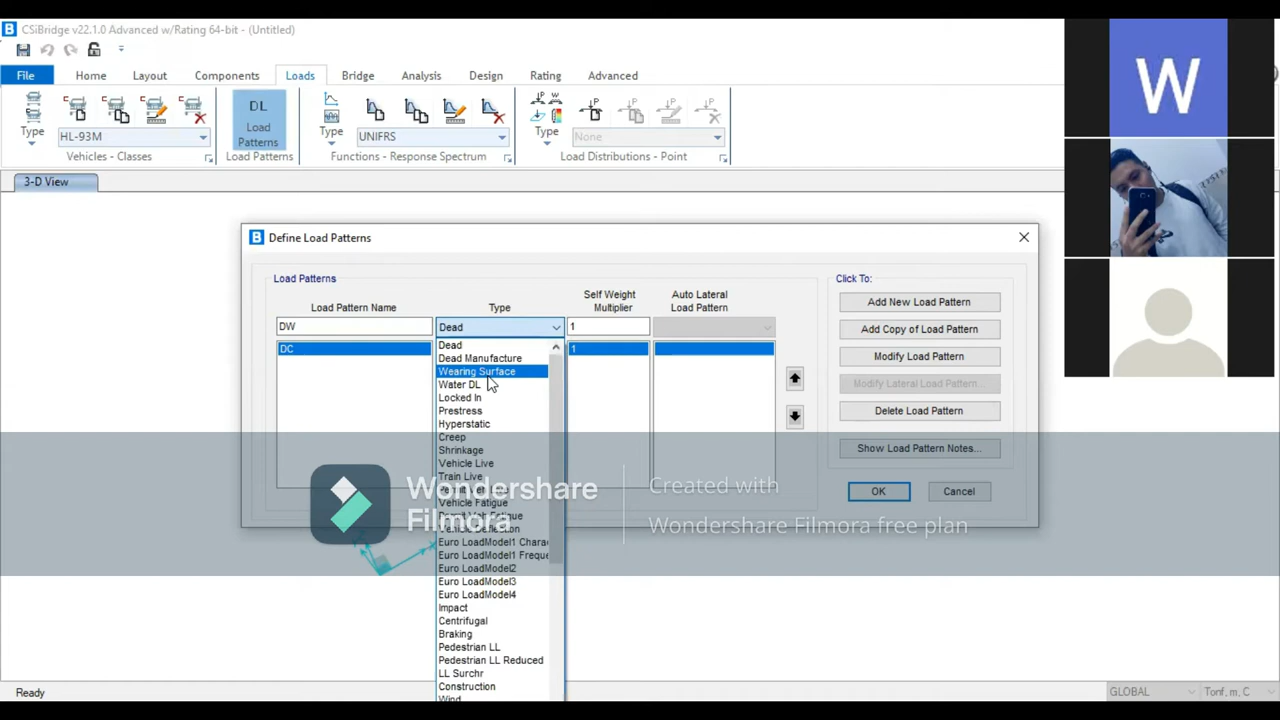 CSiBridge v22.1.0 Advanced w/Rating 64-bit - (Untitled)
File Home Layout Components Loads Bridge Analysis Design Rating Advanced
Type
HL-93M
Vehicles - Classes
DL
Load
Patterns
Load Patterns
Type
UNIFRS
Functions - Response Spectrum
Type
None
Load Distributions - Point
3-D View
W
Define Load Patterns
Load Patterns
Load Pattern Name
Type
Self Weight
Multiplier
Auto Lateral
Load Pattern
DW Dead 1
DC 1
Dead
Dead Manufacture
Wearing Surface
Water DL
Locked In
Prestress
Hyperstatic
Creep
Shrinkage
Vehicle Live
Train Live
Vehicle Fatigue
Euro LoadModel1 Chara
Euro LoadModel1 Freque
Euro LoadModel2
Euro LoadModel3
Euro LoadModel4
Impact
Centrifugal
Braking
Pedestrian LL
Pedestrian LL Reduced
LL Surchr
Construction
Wind
Click To:
Add New Load Pattern
Add Copy of Load Pattern
Modify Load Pattern
Modify Lateral Load Pattern...
Delete Load Pattern
Show Load Pattern Notes...
OK Cancel
Wondershare
Filmora
Created with
Wondershare Filmora free plan
Ready
GLOBAL
Tonf, m, C